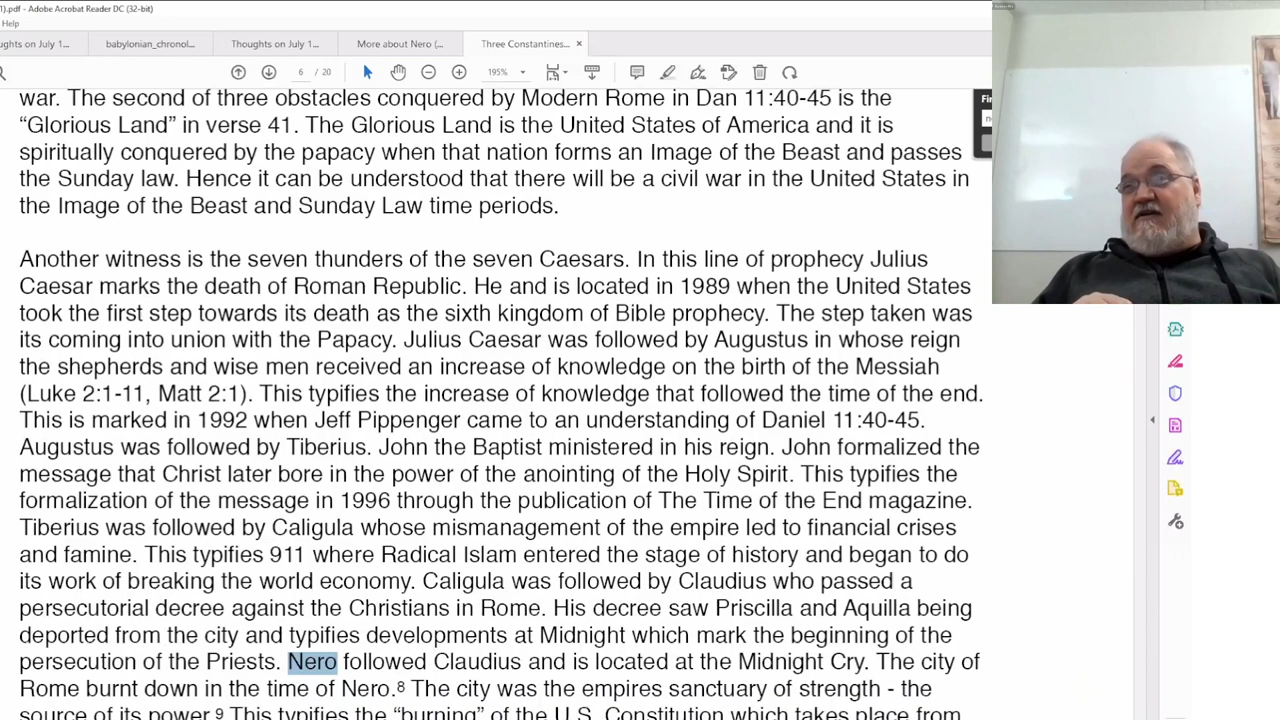 1).pdf - Adobe Acrobat Reader DC (32-bit)
Help
ughts on July 1...
babylonian_chronol...
Thoughts on July 1...
More about Nero (...
Three Constantines...
6 / 20
195%
war. The second of three obstacles conquered by Modern Rome in Dan 11:40-45 is the
“Glorious Land” in verse 41. The Glorious Land is the United States of America and it is
spiritually conquered by the papacy when that nation forms an Image of the Beast and passes
the Sunday law. Hence it can be understood that there will be a civil war in the United States in
the Image of the Beast and Sunday Law time periods.
Another witness is the seven thunders of the seven Caesars. In this line of prophecy Julius
Caesar marks the death of Roman Republic. He and is located in 1989 when the United States
took the first step towards its death as the sixth kingdom of Bible prophecy. The step taken was
its coming into union with the Papacy. Julius Caesar was followed by Augustus in whose reign
the shepherds and wise men received an increase of knowledge on the birth of the Messiah
(Luke 2:1-11, Matt 2:1). This typifies the increase of knowledge that followed the time of the end.
This is marked in 1992 when Jeff Pippenger came to an understanding of Daniel 11:40-45.
Augustus was followed by Tiberius. John the Baptist ministered in his reign. John formalized the
message that Christ later bore in the power of the anointing of the Holy Spirit. This typifies the
formalization of the message in 1996 through the publication of The Time of the End magazine.
Tiberius was followed by Caligula whose mismanagement of the empire led to financial crises
and famine. This typifies 911 where Radical Islam entered the stage of history and began to do
its work of breaking the world economy. Caligula was followed by Claudius who passed a
persecutorial decree against the Christians in Rome. His decree saw Priscilla and Aquilla being
deported from the city and typifies developments at Midnight which mark the beginning of the
persecution of the Priests. Nero followed Claudius and is located at the Midnight Cry. The city of
Rome burnt down in the time of Nero.8 The city was the empires sanctuary of strength - the
source of its power.9 This typifies the “burning” of the U.S. Constitution which takes place from